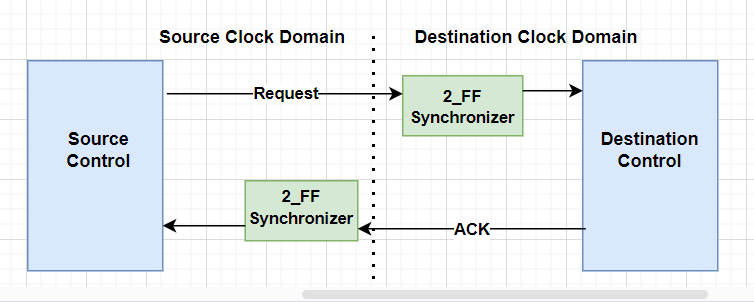 Source Clock Domain
Destination Clock Domain
Request
2_FF
Synchronizer
Source
Control
Destination
Control
2_FF
Synchronizer
ACK